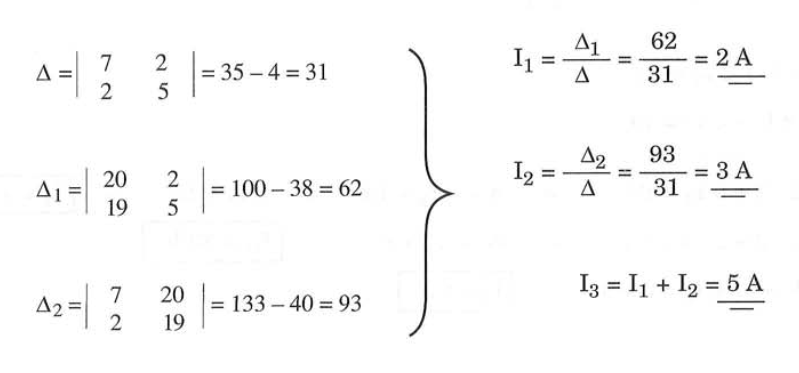 Δ = | 7 2 | = 35 – 4 = 31
| 2 5 |
Δ1 = | 20 2 | = 100 – 38 = 62
| 19 5 |
Δ2 = | 7 20 | = 133 – 40 = 93
| 2 19 |
I1 = Δ1/Δ = 62/31 = 2 A
I2 = Δ2/Δ = 93/31 = 3 A
I3 = I1 + I2 = 5 A